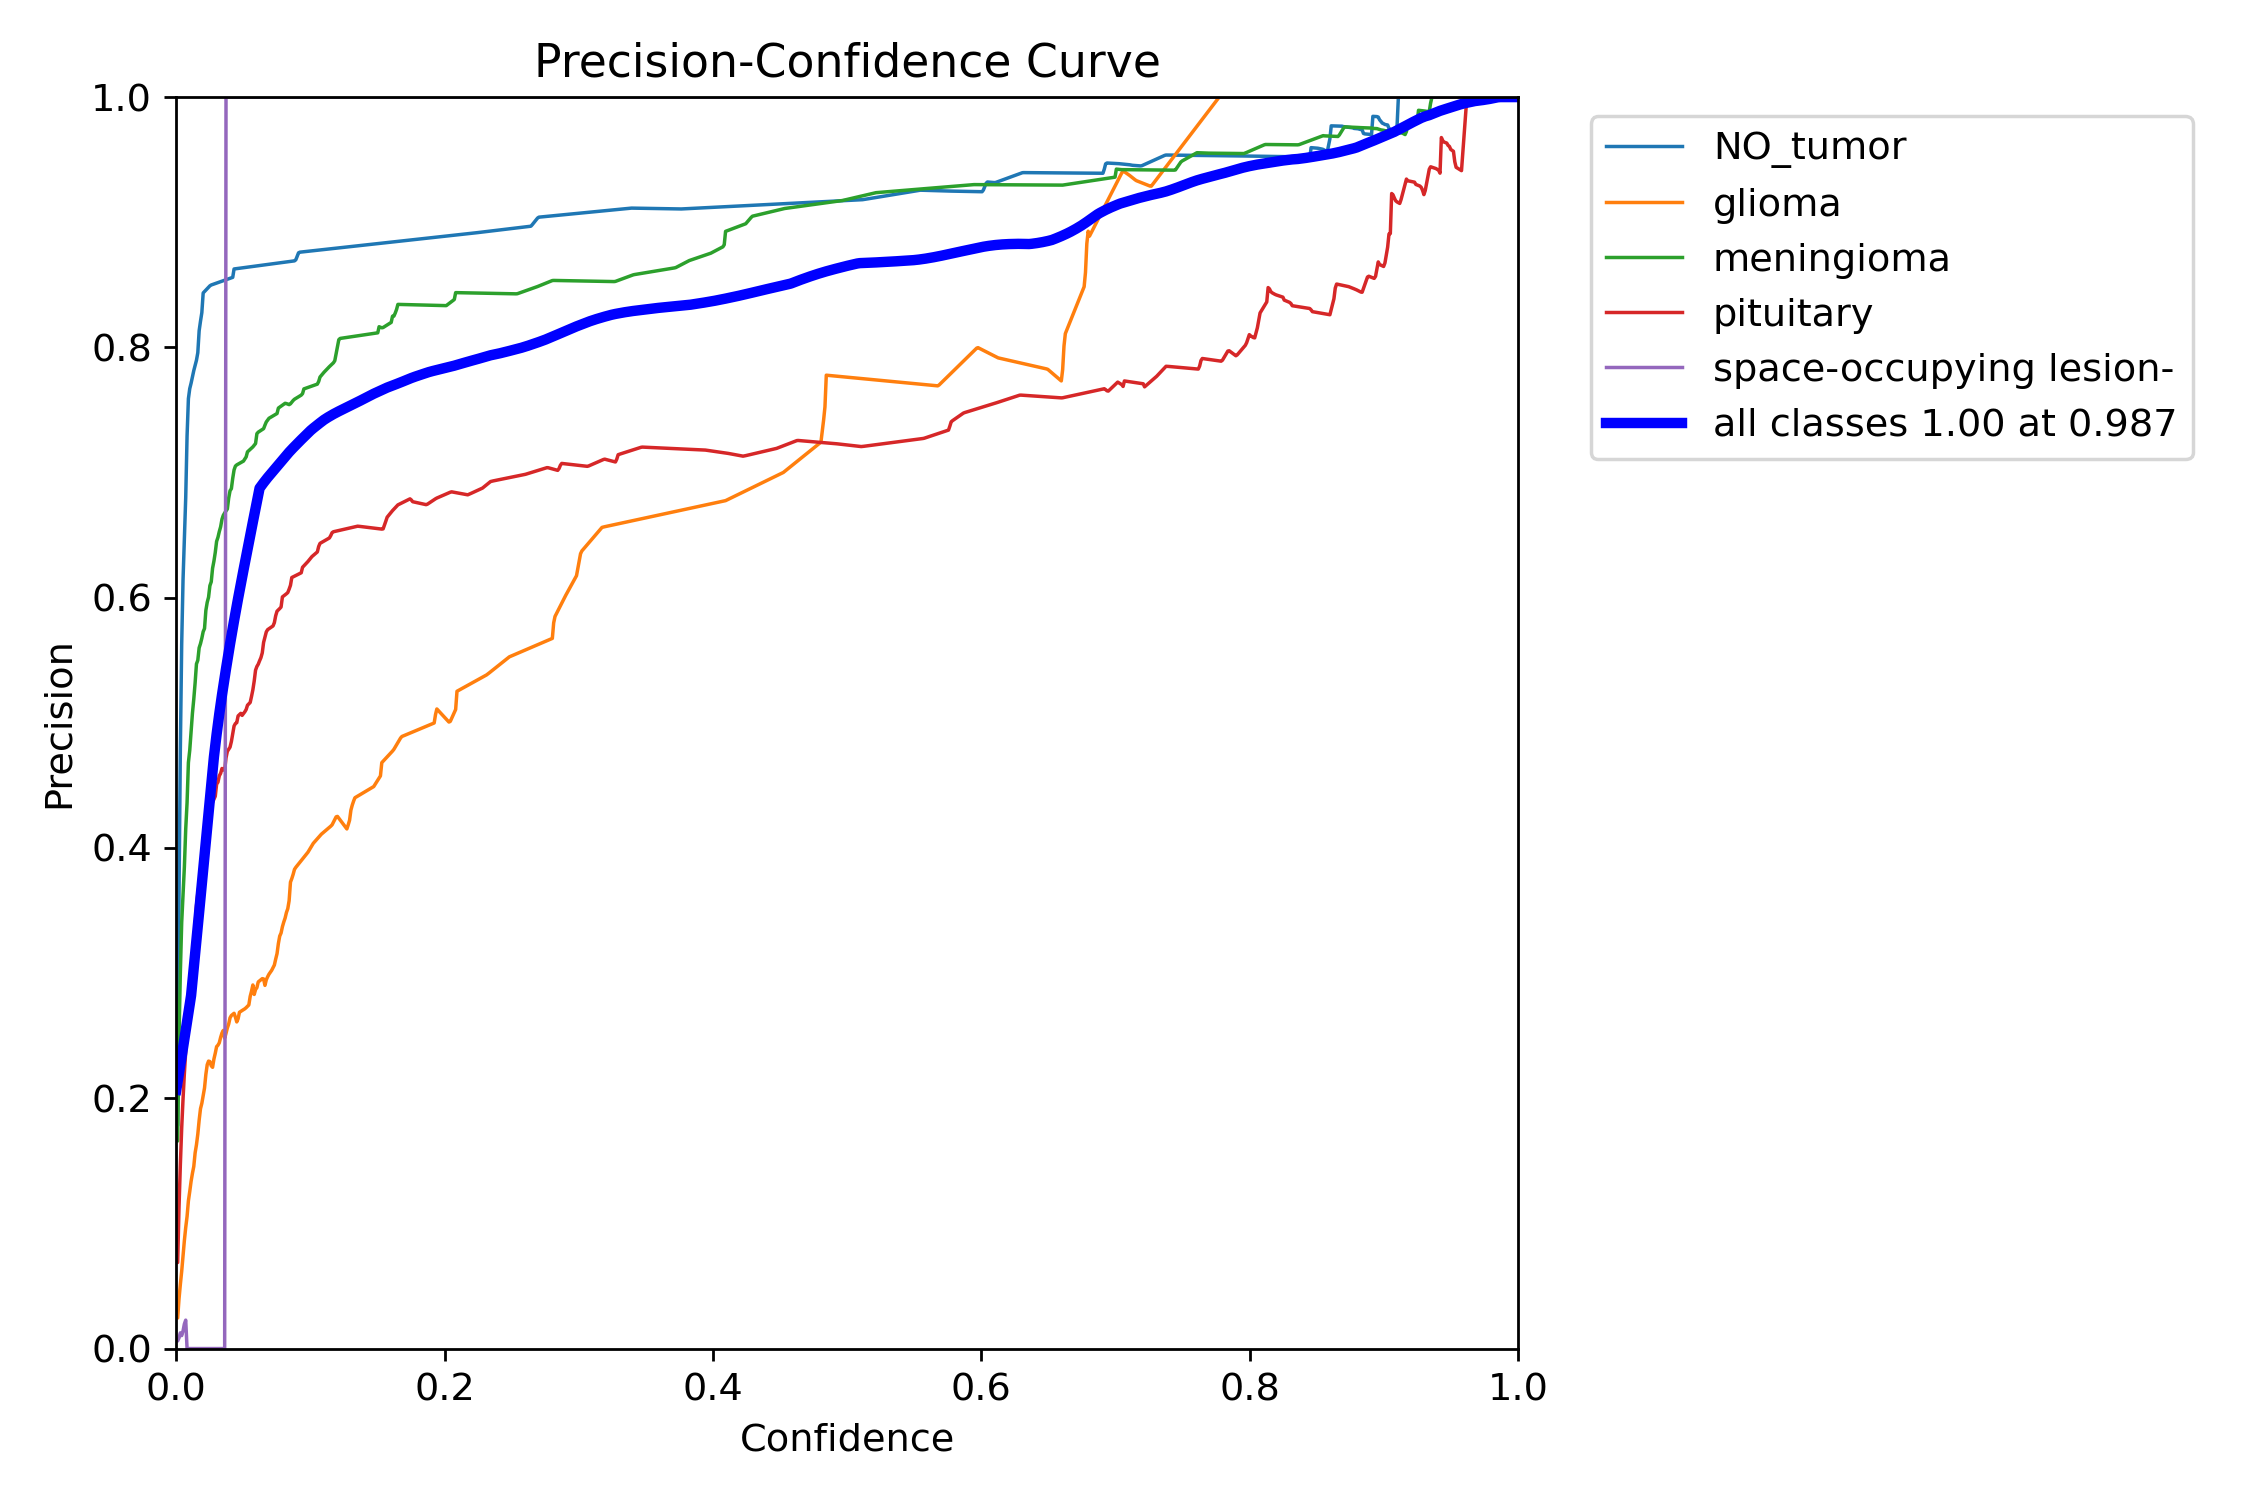 Precision-Confidence Curve
1.0
0.8
0.6
0.4
0.2
0.0
Precision
0.0 0.2 0.4 0.6 0.8 1.0
Confidence
NO_tumor
glioma
meningioma
pituitary
space-occupying lesion-
all classes 1.00 at 0.987